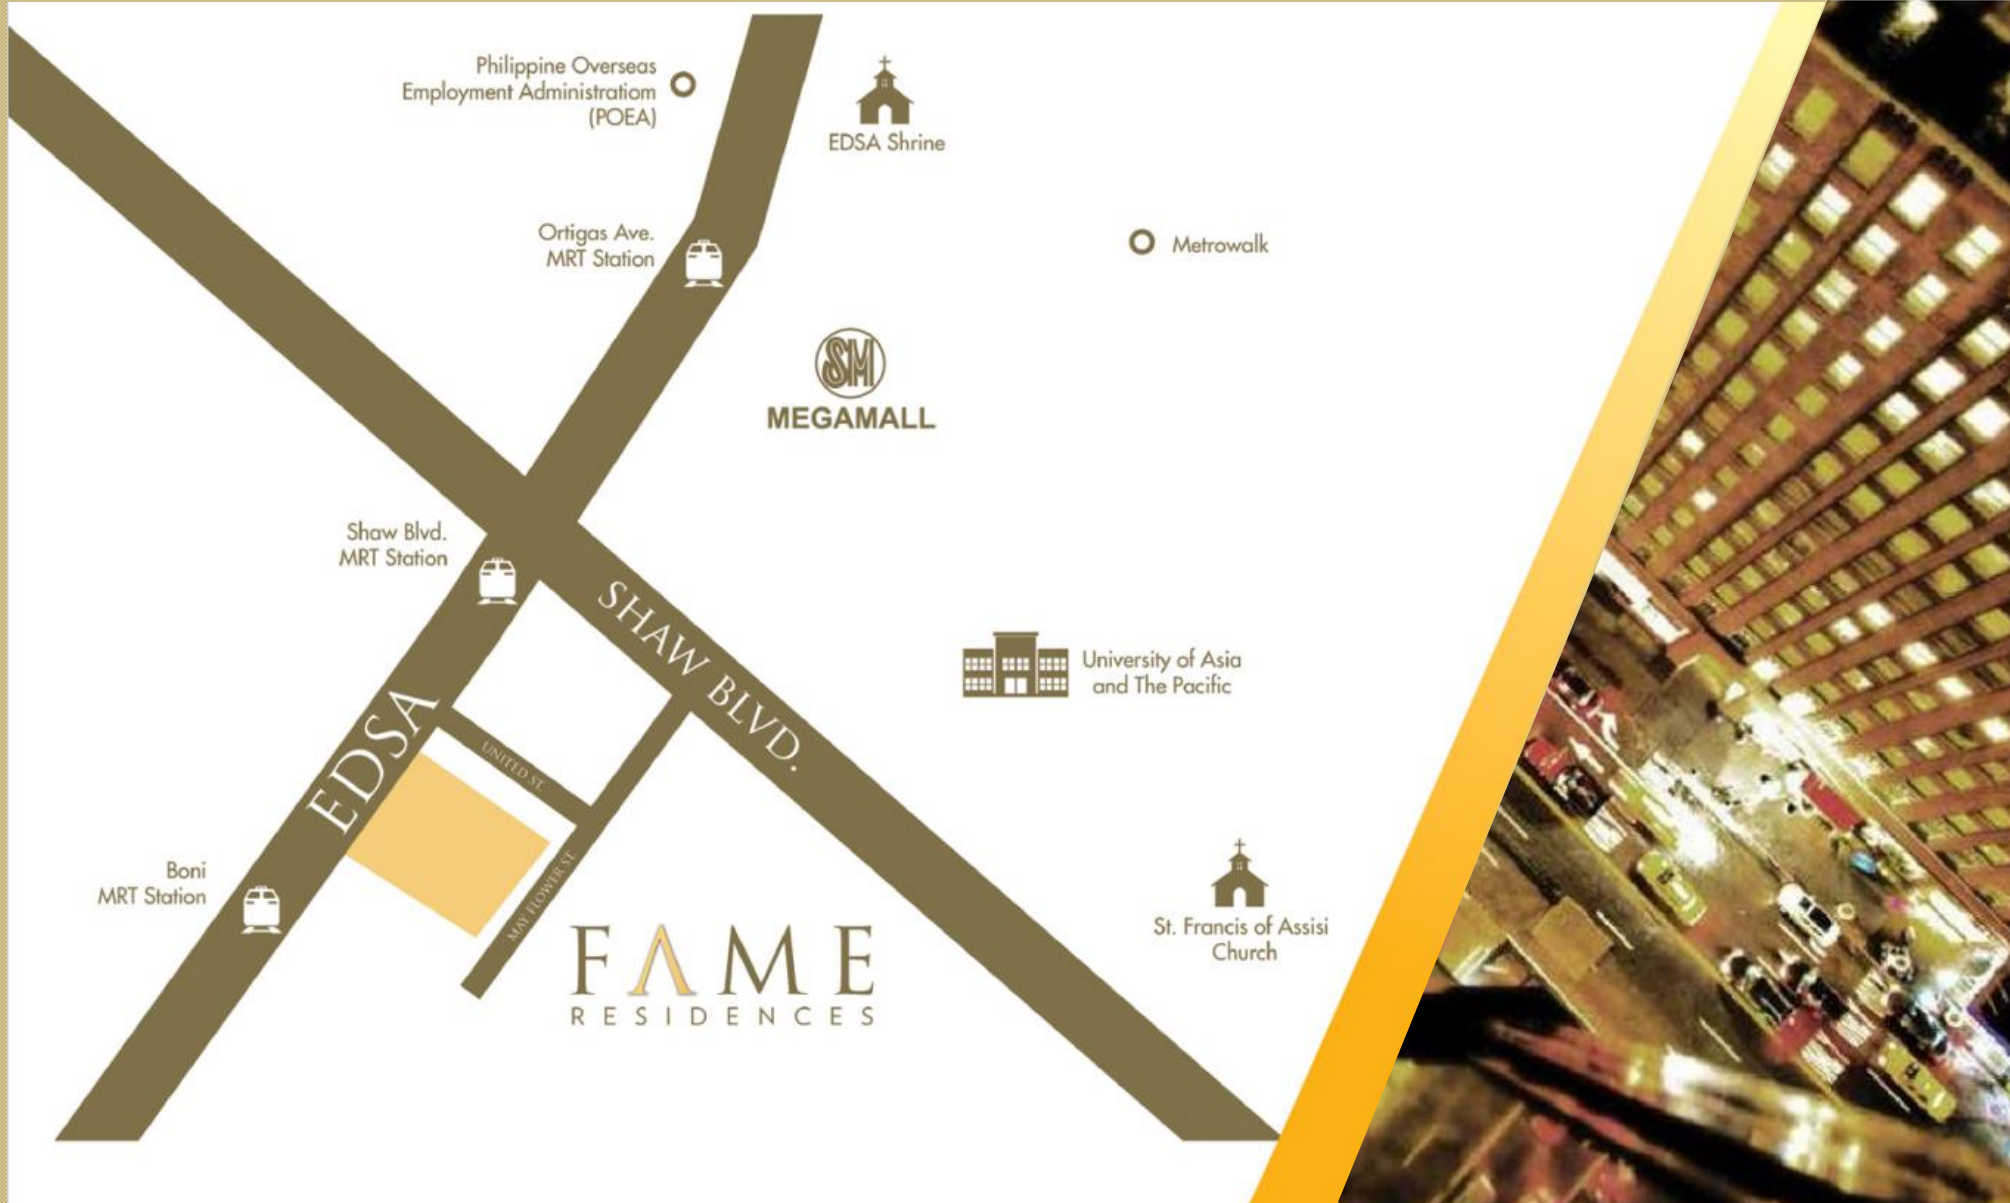 Philippine Overseas
Employment Administratiom
(POEA)
EDSA Shrine
Ortigas Ave.
MRT Station
Metrowalk
SM
MEGAMALL
Shaw Blvd.
MRT Station
SHAW BLVD.
University of Asia
and The Pacific
EDSA
UNITED ST.
MAY FLOWER ST.
Boni
MRT Station
St. Francis of Assisi
Church
FAME
RESIDENCES